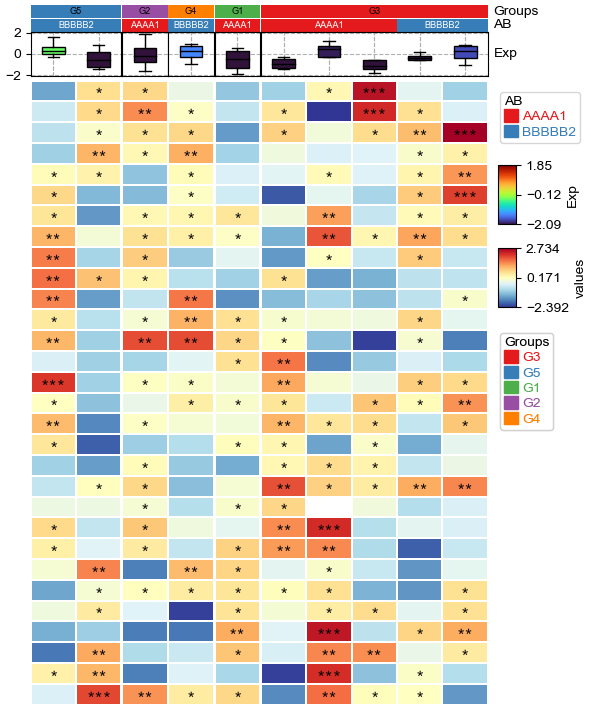 G5 G2 G4 G1 G3 Groups
BBBBB2 AAAA1 BBBBB2 AAAA1 AAAA1 BBBBB2 AB
2
0
−2
Exp
* * * ***
* ** * * *** *
* * * * * ** ***
** * ** * *
* * * * * **
* * * ***
* * * * ** * *
** * * * ** * ** *
** * * *
** * * *
** ** *
* * ** * * *
** ** ** * * *
* **
*** * * ** * *
* * * * * * **
** * ** * * *
* * * *
* * * *
* * ** * * ** **
* * *
* * ** ***
* * * ** **
** ** * *
* * * * * * *
* * * * *
** *** * **
** * ** ** *
* ** *** *
*** ** * * ** * *
AB
AAAA1
BBBBB2
1.85
−0.12
−2.09
Exp
2.734
0.171
−2.392
values
Groups
G3
G5
G1
G2
G4